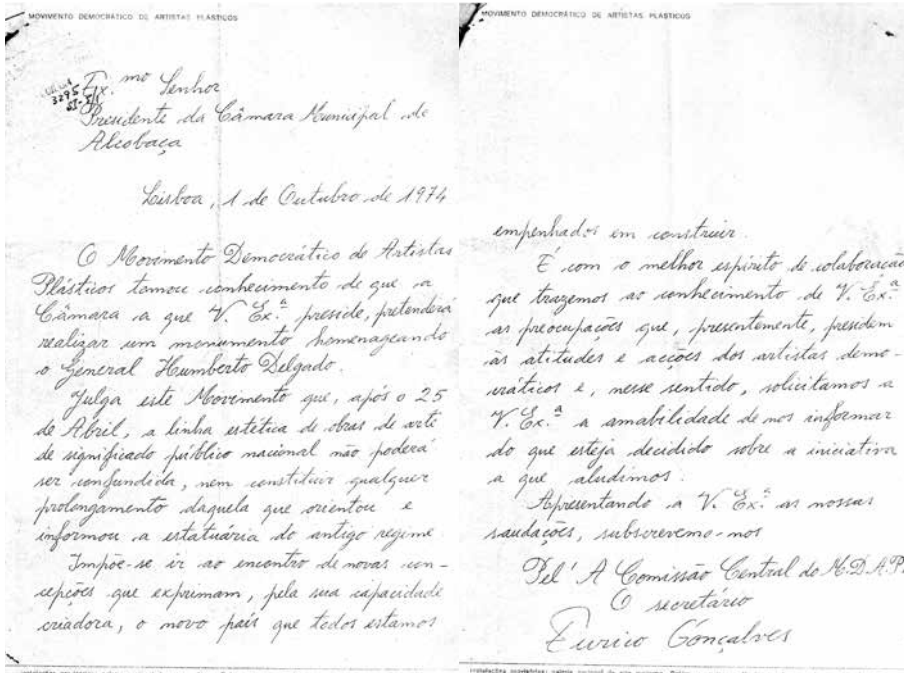 MOVIMENTO DEMOCRÁTICO DE ARTISTAS PLÁSTICOS
3295
Ex.mo Senhor
Presidente da Câmara Municipal de
Alcobaça
Lisboa, 1 de Outubro de 1974
O Movimento Democrático de Artistas
Plásticos tomou conhecimento de que a
Câmara a que V. Ex.ª preside, pretenderá
realizar um monumento homenageando
o General Humberto Delgado.
Julga este Movimento que, após o 25
de Abril, a linha estética de obras de arte
de significado público nacional não poderá
ser confundida, nem constituir qualquer
prolongamento daquela que orientou e
informou a estatuária do antigo regime.
Impõe-se ir ao encontro de novas con-
cepções que exprimam, pela sua capacidade
criadora, o novo país que todos estamos
MOVIMENTO DEMOCRÁTICO DE ARTISTAS PLÁSTICOS
empenhados em construir.
É com o melhor espírito de colaboração
que trazemos ao conhecimento de V. Ex.ª
as preocupações que, presentemente, presidem
às atitudes e acções dos artistas demo-
cráticos e, nesse sentido, solicitamos a
V. Ex.ª a amabilidade de nos informar
do que esteja decidido sobre a iniciativa
a que aludimos.
Apresentando a V. Ex.ª as nossas
saudações, subscrevemo-nos
Pel' A Comissão Central do M.D.A.P.
O secretário
Eurico Gonçalves